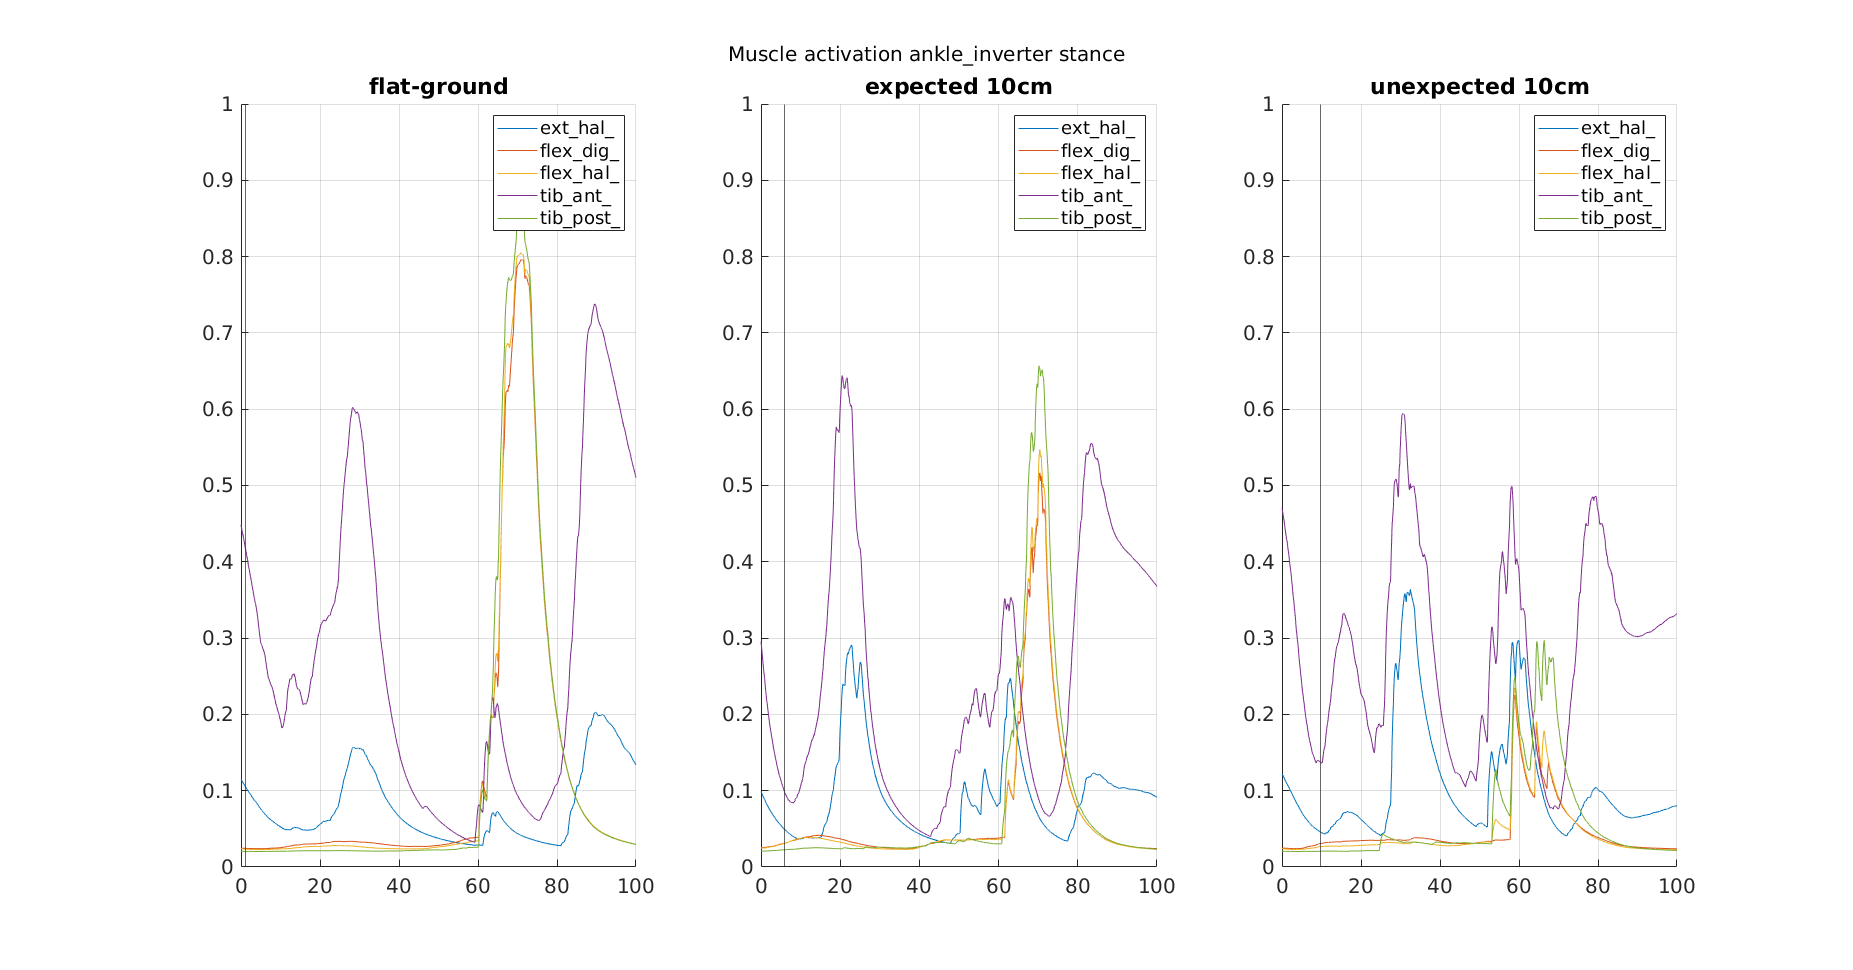 Muscle activation ankle_inverter stance
flat-ground
expected 10cm
unexpected 10cm
1
0.9
0.8
0.7
0.6
0.5
0.4
0.3
0.2
0.1
0
0 20 40 60 80 100
ext_hal_
flex_dig_
flex_hal_
tib_ant_
tib_post_
1
0.9
0.8
0.7
0.6
0.5
0.4
0.3
0.2
0.1
0
0 20 40 60 80 100
ext_hal_
flex_dig_
flex_hal_
tib_ant_
tib_post_
1
0.9
0.8
0.7
0.6
0.5
0.4
0.3
0.2
0.1
0
0 20 40 60 80 100
ext_hal_
flex_dig_
flex_hal_
tib_ant_
tib_post_